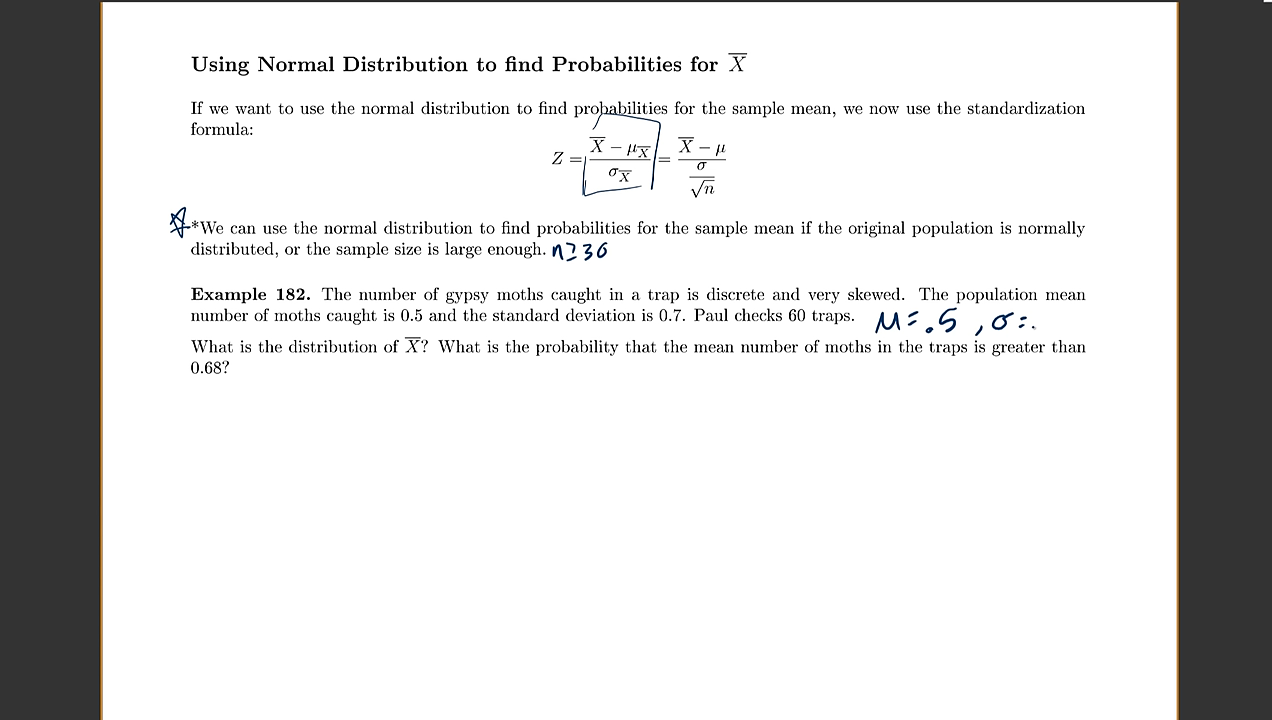 Using Normal Distribution to find Probabilities for X̅
If we want to use the normal distribution to find probabilities for the sample mean, we now use the standardization
formula:
Z = (X̅ − μ_X̅) / σ_X̅ = (X̅ − μ) / (σ / √n)
*We can use the normal distribution to find probabilities for the sample mean if the original population is normally
distributed, or the sample size is large enough. n≥30
Example 182. The number of gypsy moths caught in a trap is discrete and very skewed. The population mean
number of moths caught is 0.5 and the standard deviation is 0.7. Paul checks 60 traps. μ=.5 , σ=.
What is the distribution of X̅? What is the probability that the mean number of moths in the traps is greater than
0.68?